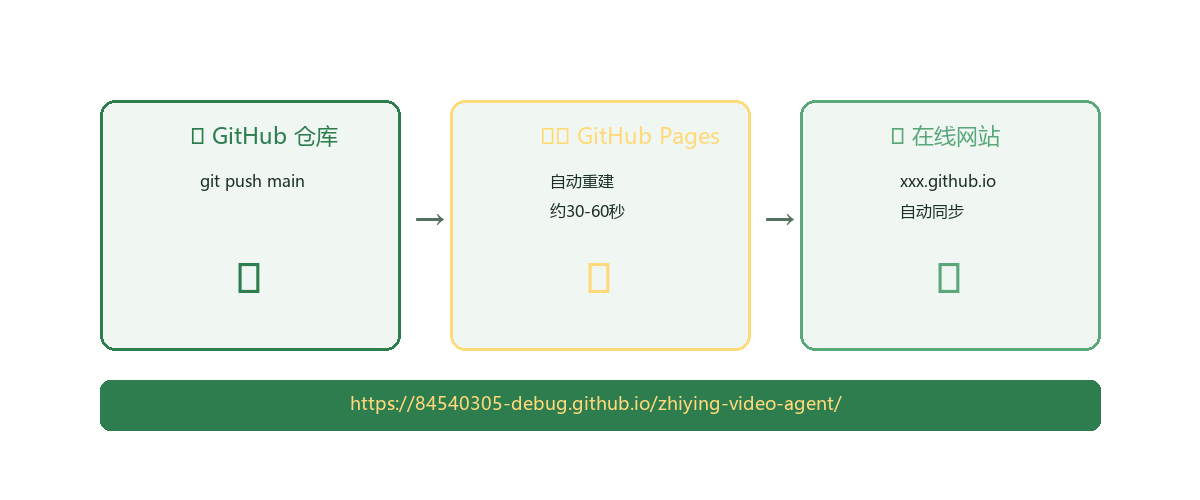 GitHub 仓库
git push main
→
GitHub Pages
自动重建
约30-60秒
→
在线网站
xxx.github.io
自动同步
https://84540305-debug.github.io/zhiying-video-agent/